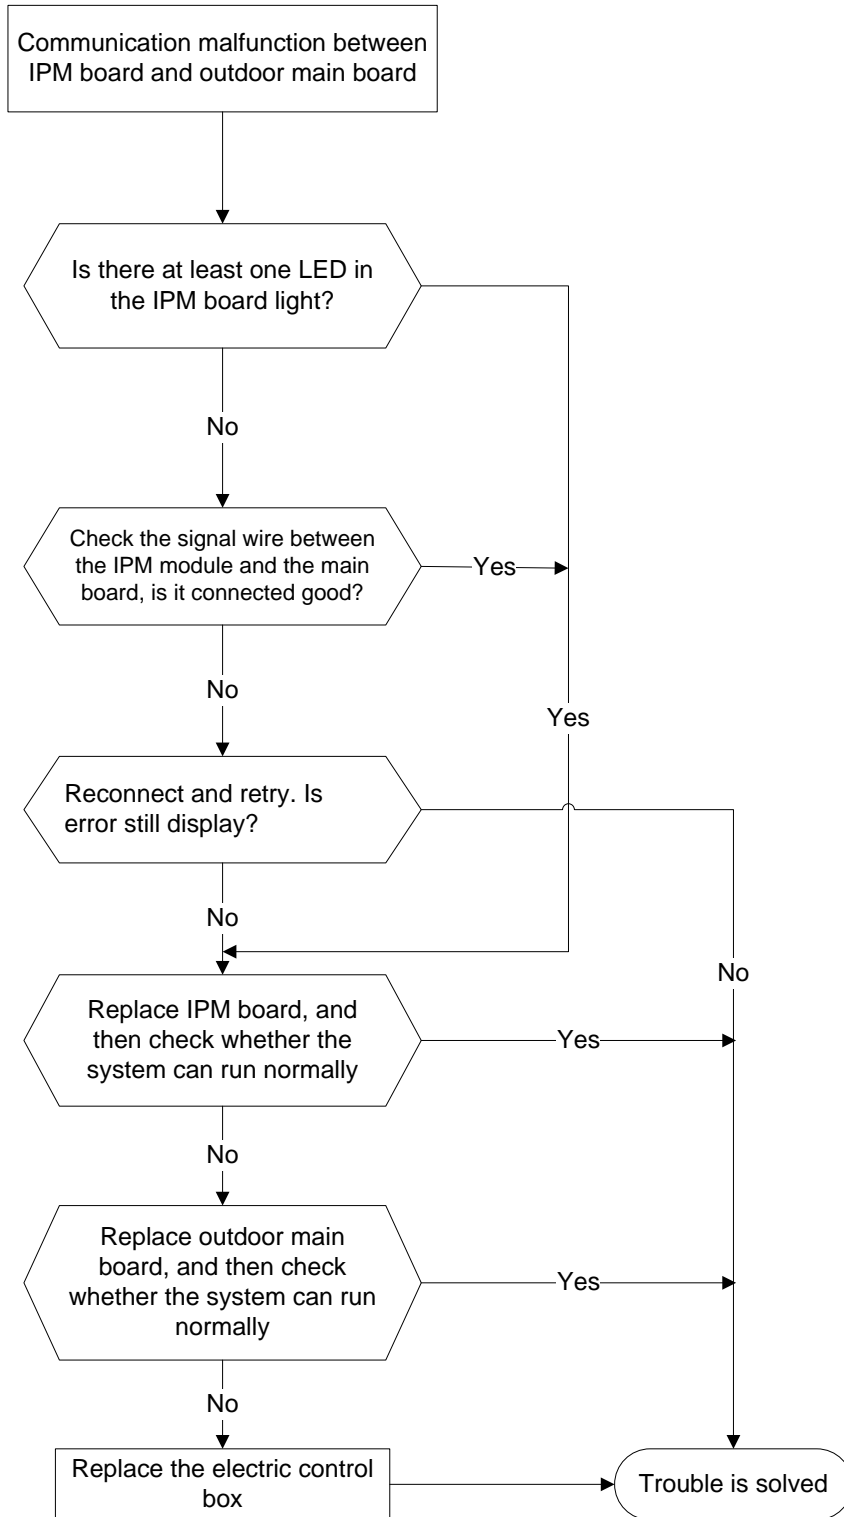 Communication malfunction between
IPM board and outdoor main board
Is there at least one LED in
the IPM board light?
No
Check the signal wire between
the IPM module and the main
board, is it connected good?
Yes
No
Yes
Reconnect and retry. Is
error still display?
No
No
Replace IPM board, and
then check whether the
system can run normally
Yes
No
Replace outdoor main
board, and then check
whether the system can run
normally
Yes
No
Replace the electric control
box
Trouble is solved